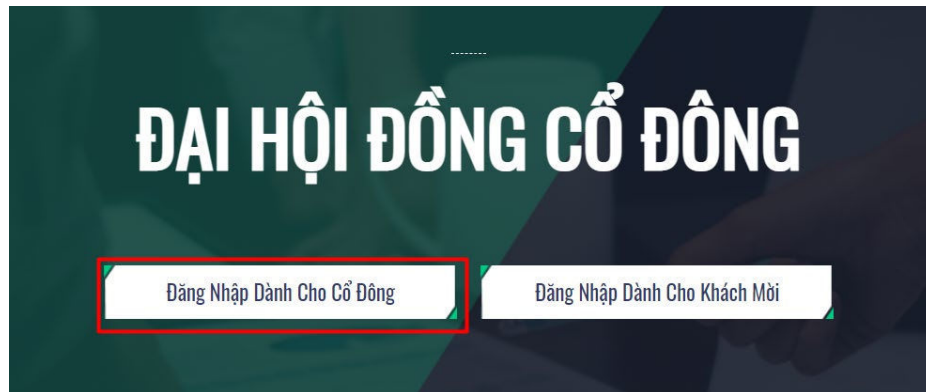 --------
ĐẠI HỘI ĐỒNG CỔ ĐÔNG
Đăng Nhập Dành Cho Cổ Đông
Đăng Nhập Dành Cho Khách Mời